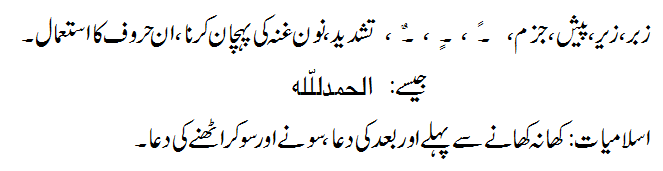 زبر، زیر، پیش، جزم، ۔ً ، ۔ٍ ، ۔ٌ ، تشدید، نون غنہ کی پہچان کرنا، ان حروف کا استعمال۔
جیسے: الحمدللّٰہ
اسلامیات: کھانہ کھانے سے پہلے اور بعد کی دعا، سونے اور سو کر اٹھنے کی دعا۔